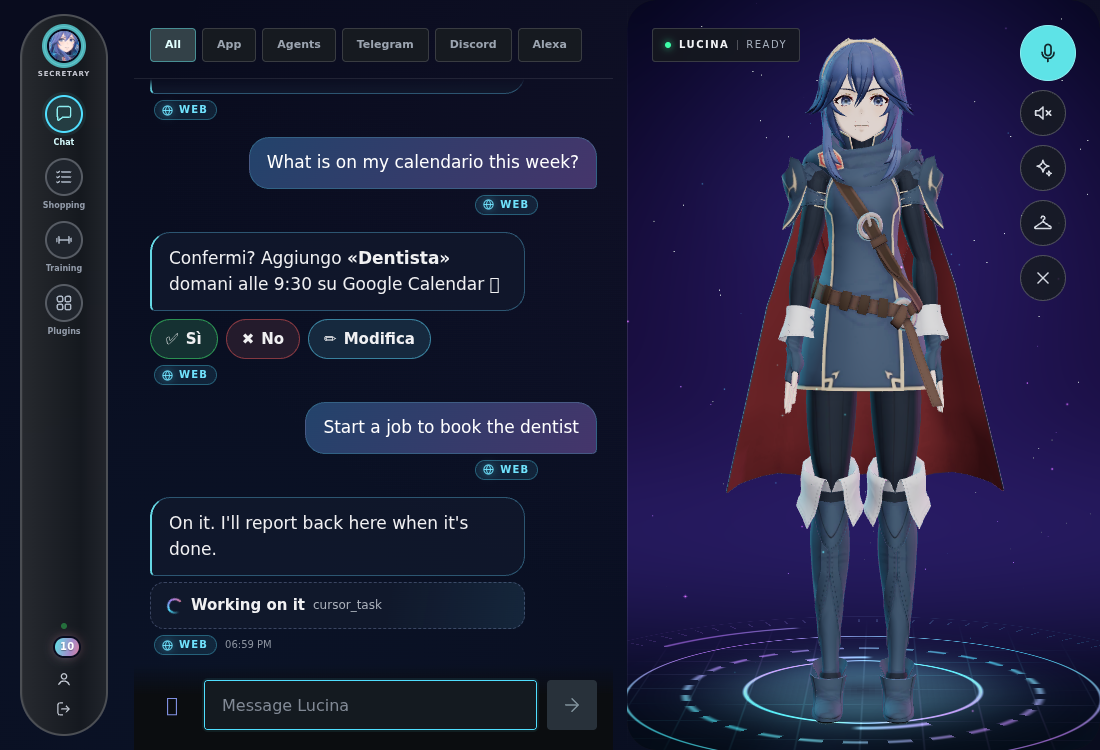 SECRETARY
Chat
Shopping
Training
Plugins
10
All App Agents Telegram Discord Alexa
WEB
What is on my calendario this week?
WEB
Confermi? Aggiungo «Dentista»
domani alle 9:30 su Google Calendar
✅ Sì ✖ No ✏ Modifica
WEB
Start a job to book the dentist
WEB
On it. I'll report back here when it's
done.
Working on it cursor_task
WEB 06:59 PM
Message Lucina
LUCINA | READY